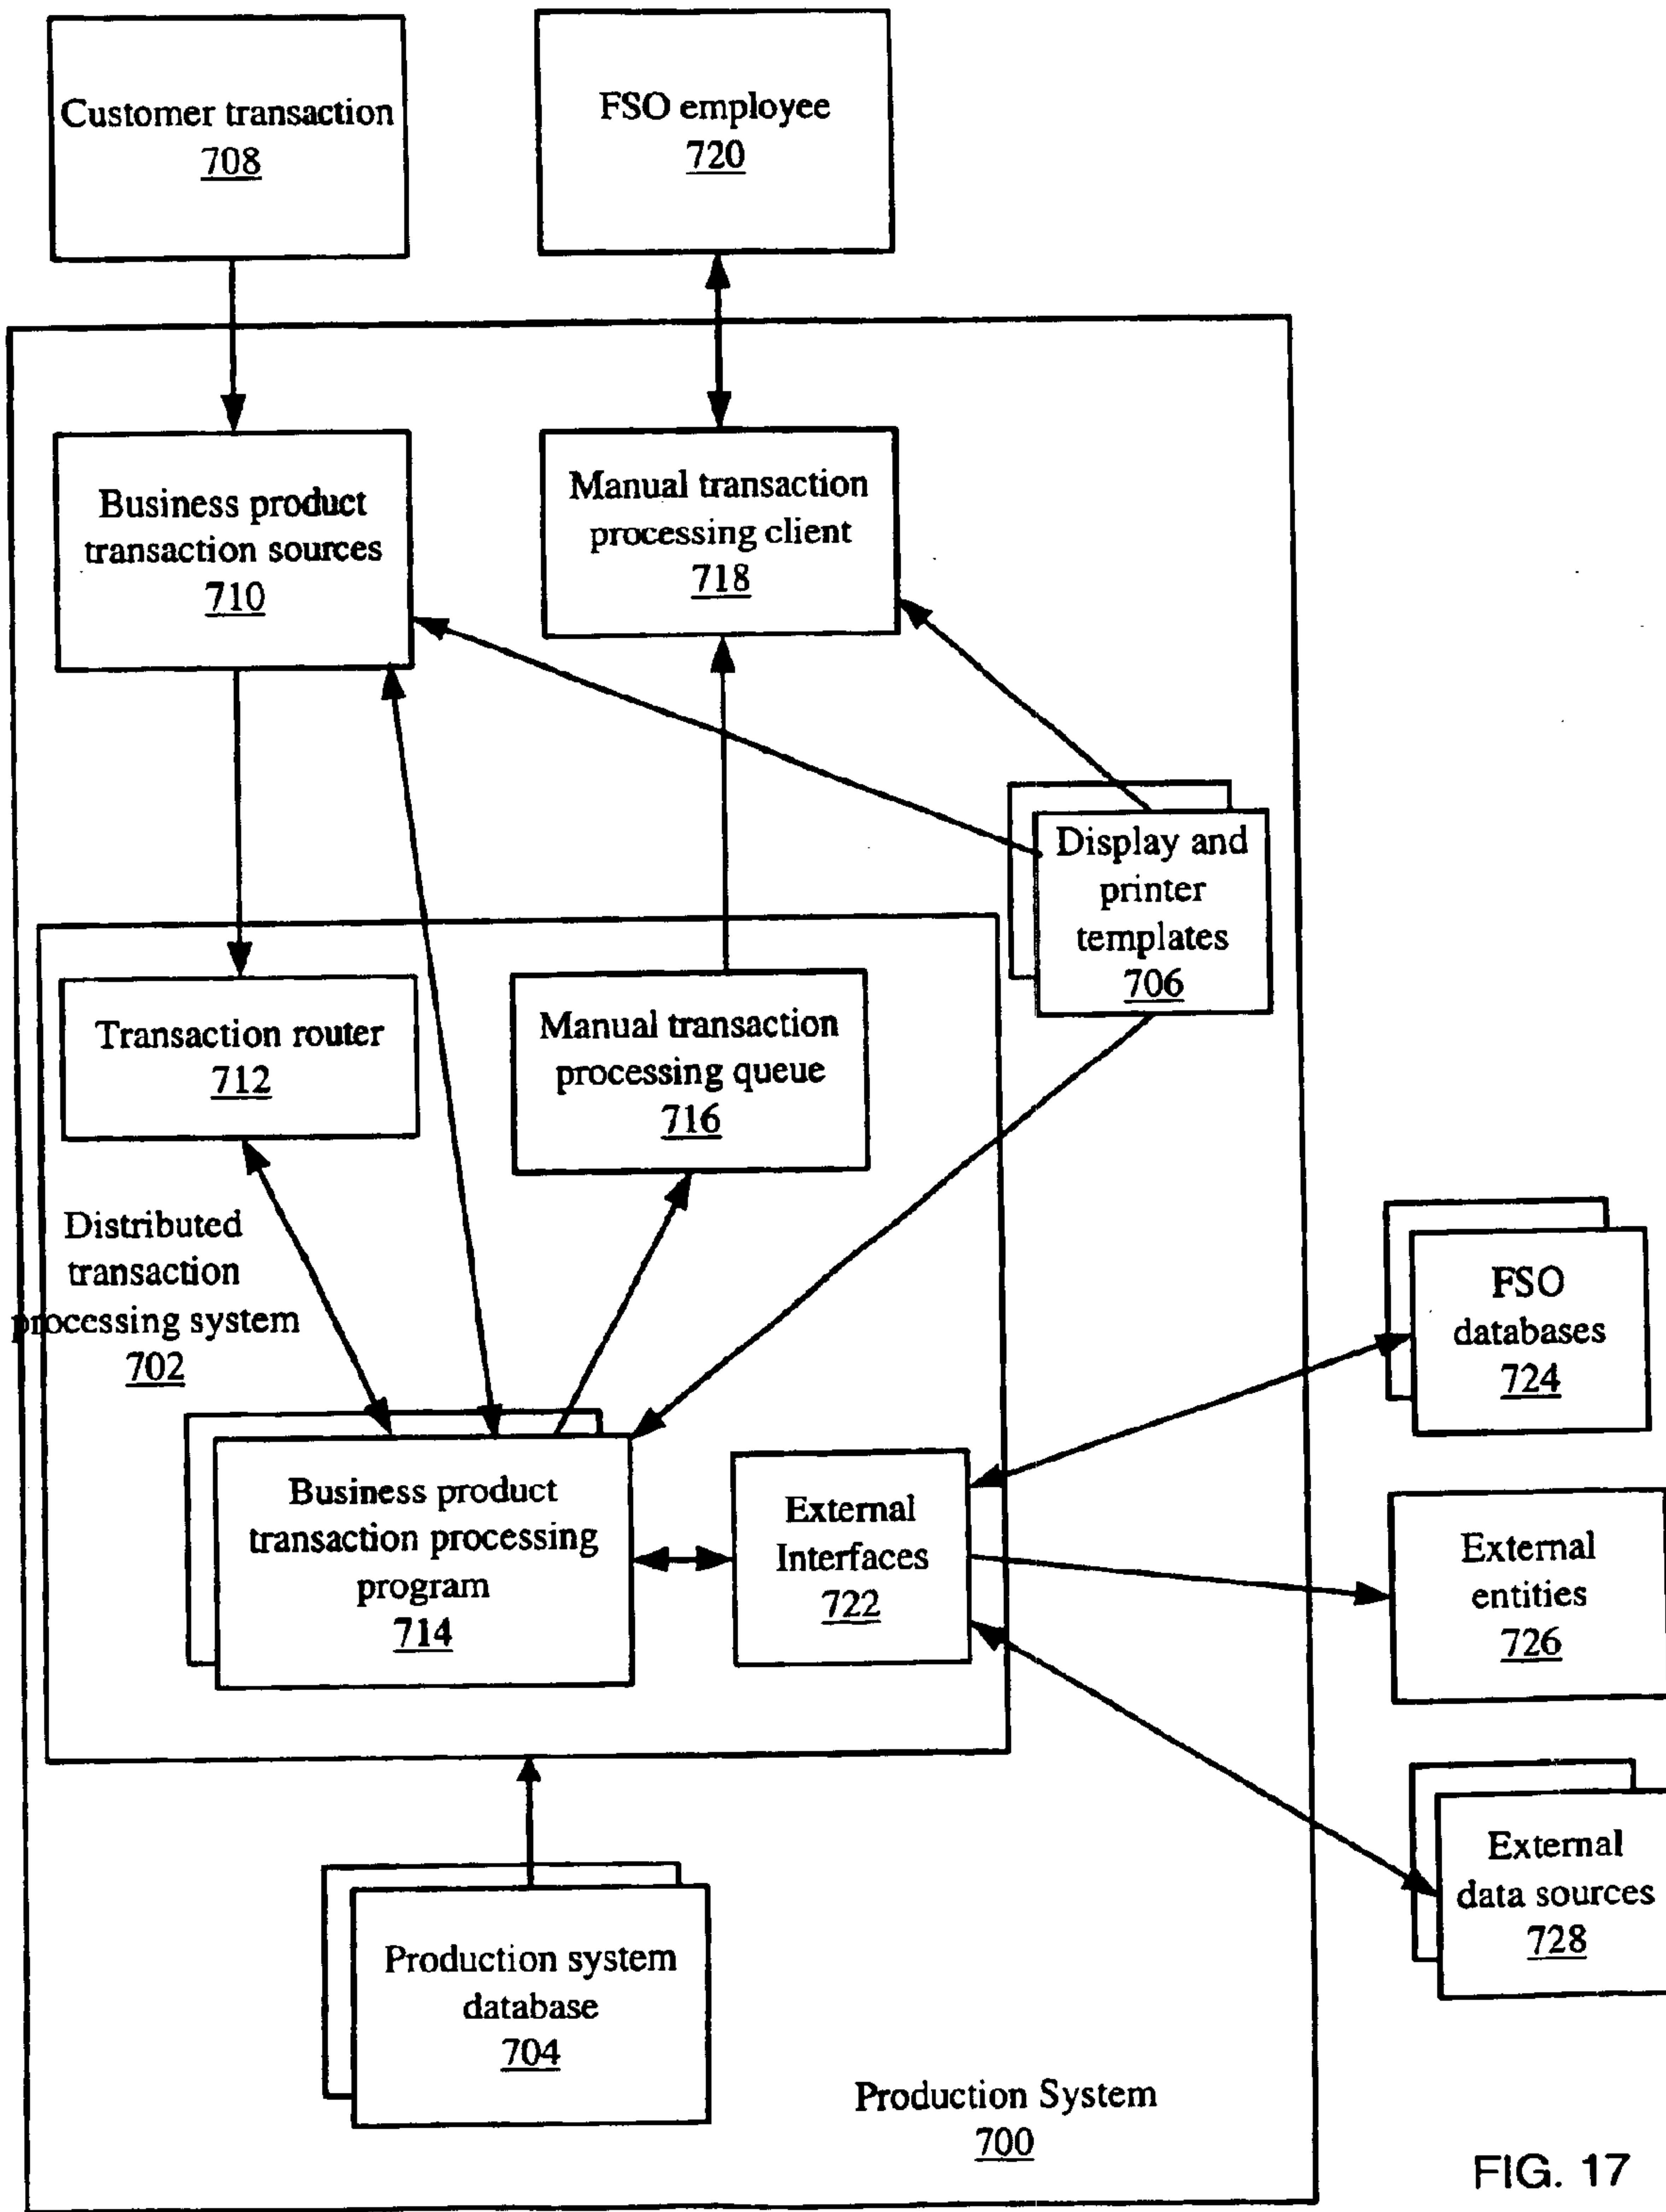 Customer transaction
708
FSO employee
720
Business product
transaction sources
710
Manual transaction
processing client
718
Display and
printer
templates
706
Transaction router
712
Manual transaction
processing queue
716
Distributed
transaction
processing system
702
FSO
databases
724
Business product
transaction processing
program
714
External
Interfaces
722
External
entities
726
External
data sources
728
Production system
database
704
Production System
700
FIG. 17